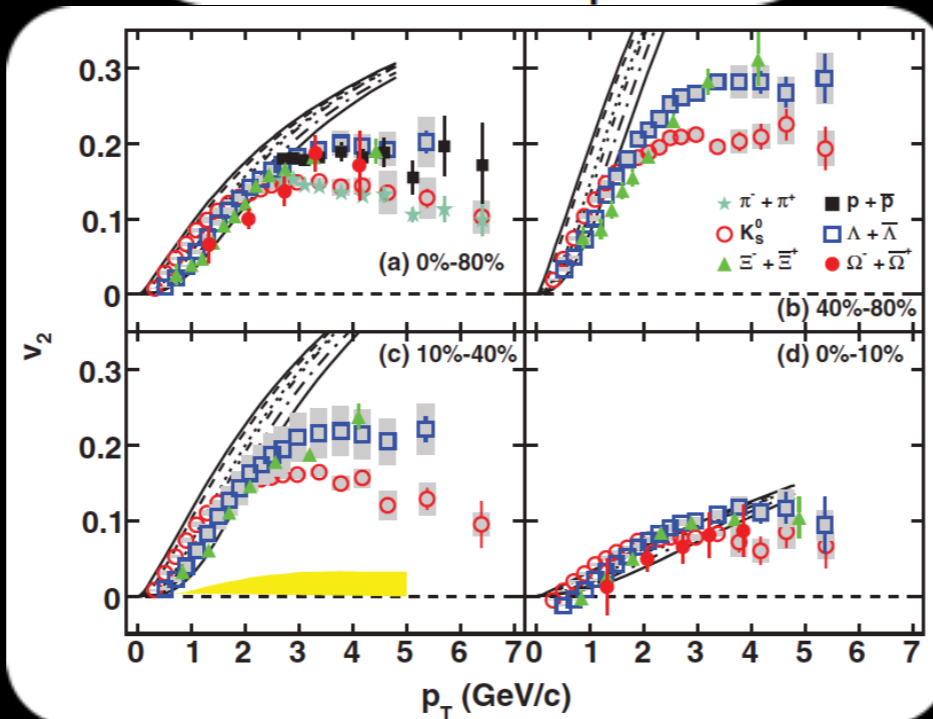 0.3
0.2
0.1
0
(a) 0%-80%
π⁻ + π⁺
p + p̅
K⁰ₛ
Λ + Λ̅
Ξ⁻ + Ξ̅⁺
Ω⁻ + Ω̅⁺
(b) 40%-80%
v₂
(c) 10%-40%
(d) 0%-10%
0.3
0.2
0.1
0
0 1 2 3 4 5 6 7 0 1 2 3 4 5 6 7
p_T (GeV/c)